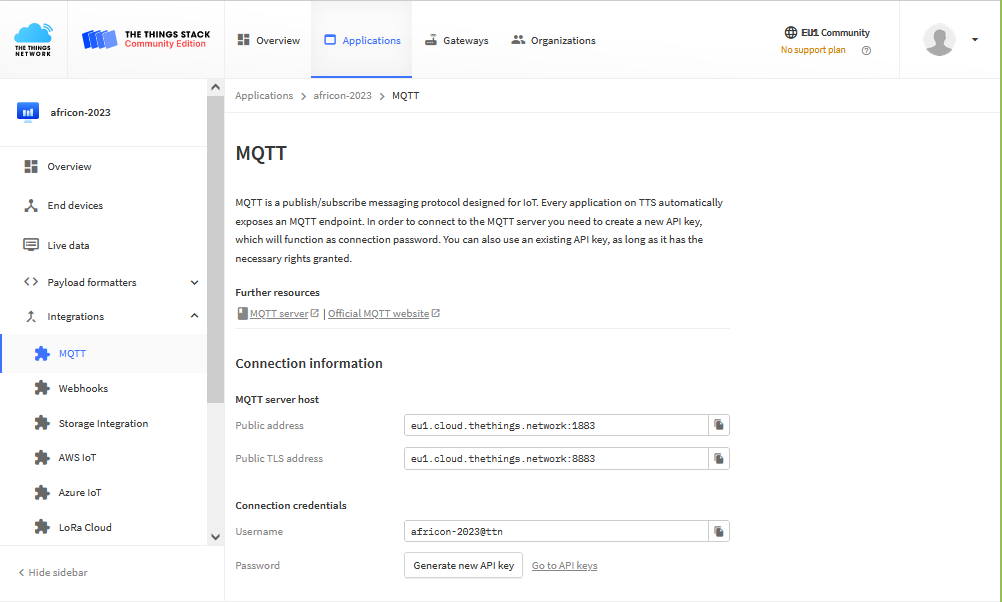 THE THINGS
NETWORK
THE THINGS STACK
Community Edition
Overview
Applications
Gateways
Organizations
EU1 Community
No support plan
africon-2023
Overview
End devices
Live data
Payload formatters
Integrations
MQTT
Webhooks
Storage Integration
AWS IoT
Azure IoT
LoRa Cloud
Hide sidebar
Applications > africon-2023 > MQTT
MQTT
MQTT is a publish/subscribe messaging protocol designed for IoT. Every application on TTS automatically
exposes an MQTT endpoint. In order to connect to the MQTT server you need to create a new API key,
which will function as connection password. You can also use an existing API key, as long as it has the
necessary rights granted.
Further resources
MQTT server | Official MQTT website
Connection information
MQTT server host
Public address eu1.cloud.thethings.network:1883
Public TLS address eu1.cloud.thethings.network:8883
Connection credentials
Username africon-2023@ttn
Password Generate new API key Go to API keys